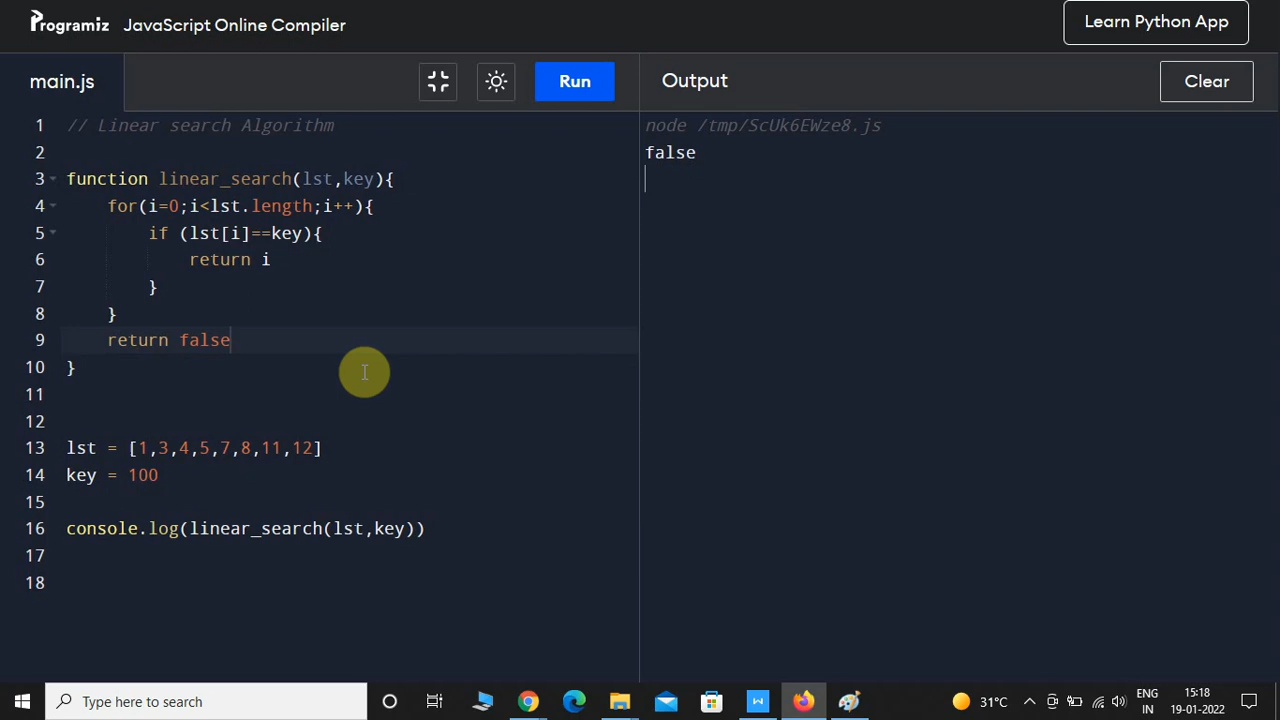 Programiz JavaScript Online Compiler Learn Python App
main.js Run Output Clear
1 // Linear search Algorithm
2
3 function linear_search(lst,key){
4 for(i=0;i<lst.length;i++){
5 if (lst[i]==key){
6 return i
7 }
8 }
9 return false
10 }
11
12
13 lst = [1,3,4,5,7,8,11,12]
14 key = 100
15
16 console.log(linear_search(lst,key))
17
18
node /tmp/ScUk6EWze8.js
false
Type here to search
W
31°C
ENG
IN
15:18
19-01-2022